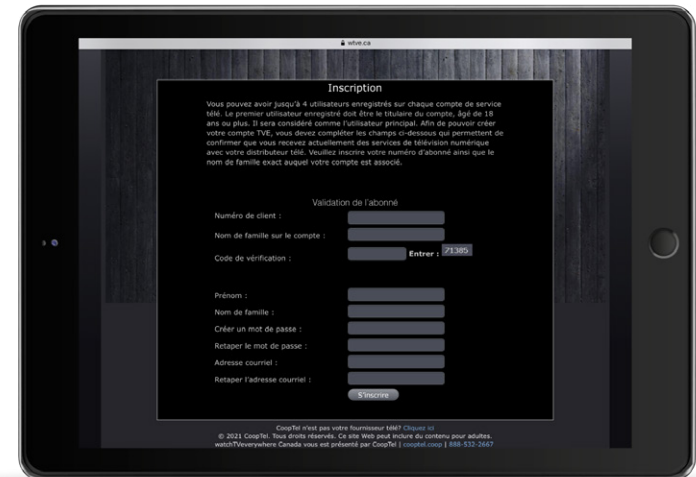 wtve.ca
Inscription
Vous pouvez avoir jusqu'à 4 utilisateurs enregistrés sur chaque compte de service
télé. Le premier utilisateur enregistré doit être le titulaire du compte, âgé de 18
ans ou plus. Il sera considéré comme l'utilisateur principal. Afin de pouvoir créer
votre compte TVE, vous devez compléter les champs ci-dessous qui permettent de
confirmer que vous recevez actuellement des services de télévision numérique
avec votre distributeur télé. Veuillez inscrire votre numéro d'abonné ainsi que le
nom de famille exact auquel votre compte est associé.
Validation de l'abonné
Numéro de client :
Nom de famille sur le compte :
Code de vérification : Entrer : 71385
Prénom :
Nom de famille :
Créer un mot de passe :
Retaper le mot de passe :
Adresse courriel :
Retaper l'adresse courriel :
S'inscrire
CoopTel n'est pas votre fournisseur télé? Cliquez ici
© 2021 CoopTel. Tous droits réservés. Ce site Web peut inclure du contenu pour adultes.
watchTVeverywhere Canada vous est présenté par CoopTel | cooptel.coop | 888-532-2667